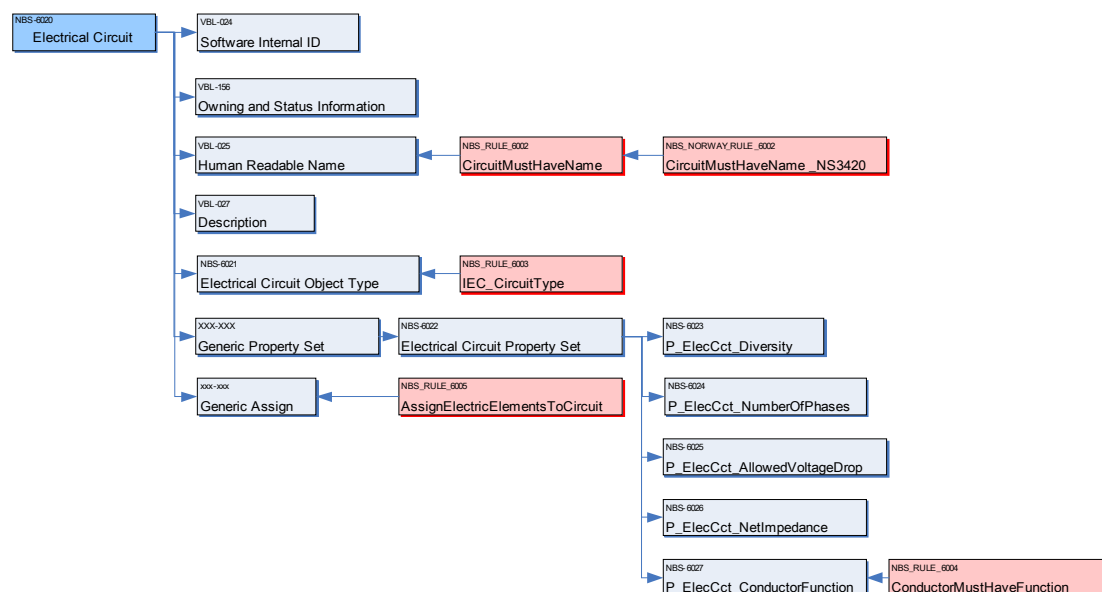 NBS-6020
Electrical Circuit
VBL-024
Software Internal ID
VBL-156
Owning and Status Information
VBL-025
Human Readable Name
NBS_RULE_6002
CircuitMustHaveName
NBS_NORWAY_RULE_6002
CircuitMustHaveName _NS3420
VBL-027
Description
NBS-6021
Electrical Circuit Object Type
NBS_RULE_6003
IEC_CircuitType
XXX-XXX
Generic Property Set
NBS-6022
Electrical Circuit Property Set
NBS-6023
P_ElecCct_Diversity
xxx-xxx
Generic Assign
NBS_RULE_6005
AssignElectricElementsToCircuit
NBS-6024
P_ElecCct_NumberOfPhases
NBS-6025
P_ElecCct_AllowedVoltageDrop
NBS-6026
P_ElecCct_NetImpedance
NBS-6027
P_ElecCct_ConductorFunction
NBS_RULE_6004
ConductorMustHaveFunction